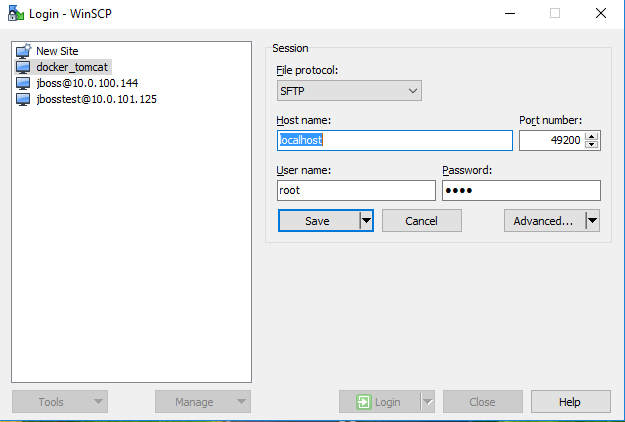 Login - WinSCP
New Site
docker_tomcat
jboss@10.0.100.144
jbosstest@10.0.101.125
Session
File protocol:
SFTP
Host name:
Port number:
localhost
49200
User name:
Password:
root
●●●●
Save
Cancel
Advanced...
Tools
Manage
Login
Close
Help